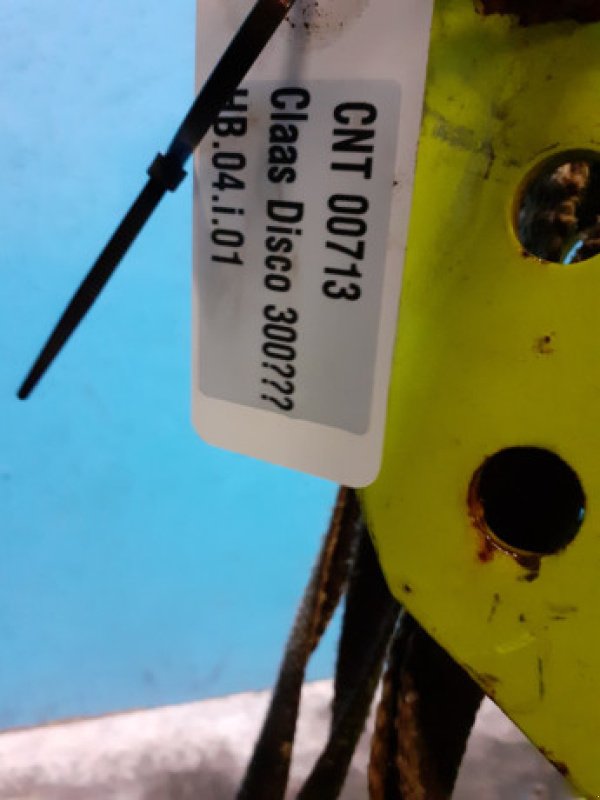 CNT 00713
Claas Disco 300???
HB.04.i.01